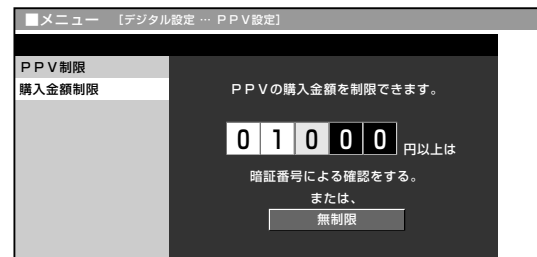 ■メニュー [デジタル設定 … PPV設定]
PPV制限
購入金額制限
PPVの購入金額を制限できます。
01000円以上は
暗証番号による確認をする。
または、
無制限